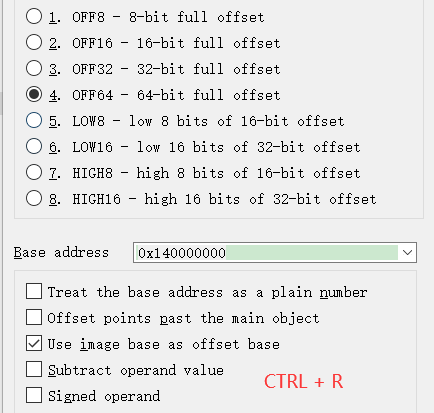 1. OFF8 - 8-bit full offset
2. OFF16 - 16-bit full offset
3. OFF32 - 32-bit full offset
4. OFF64 - 64-bit full offset
5. LOW8 - low 8 bits of 16-bit offset
6. LOW16 - low 16 bits of 32-bit offset
7. HIGH8 - high 8 bits of 16-bit offset
8. HIGH16 - high 16 bits of 32-bit offset
Base address 0x140000000
Treat the base address as a plain number
Offset points past the main object
Use image base as offset base
Subtract operand value
CTRL + R
Signed operand